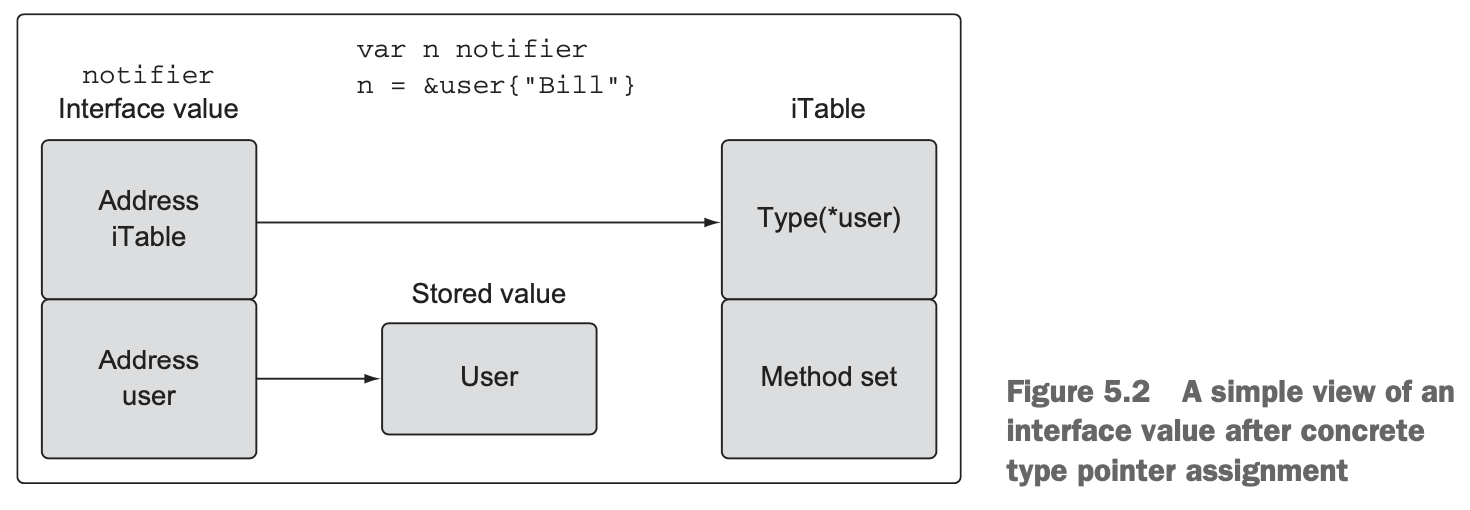 var n notifier
n = &user{"Bill"}
notifier
Interface value
iTable
Address
iTable
Type(*user)
Stored value
Address
user
User
Method set
Figure 5.2 A simple view of an
interface value after concrete
type pointer assignment